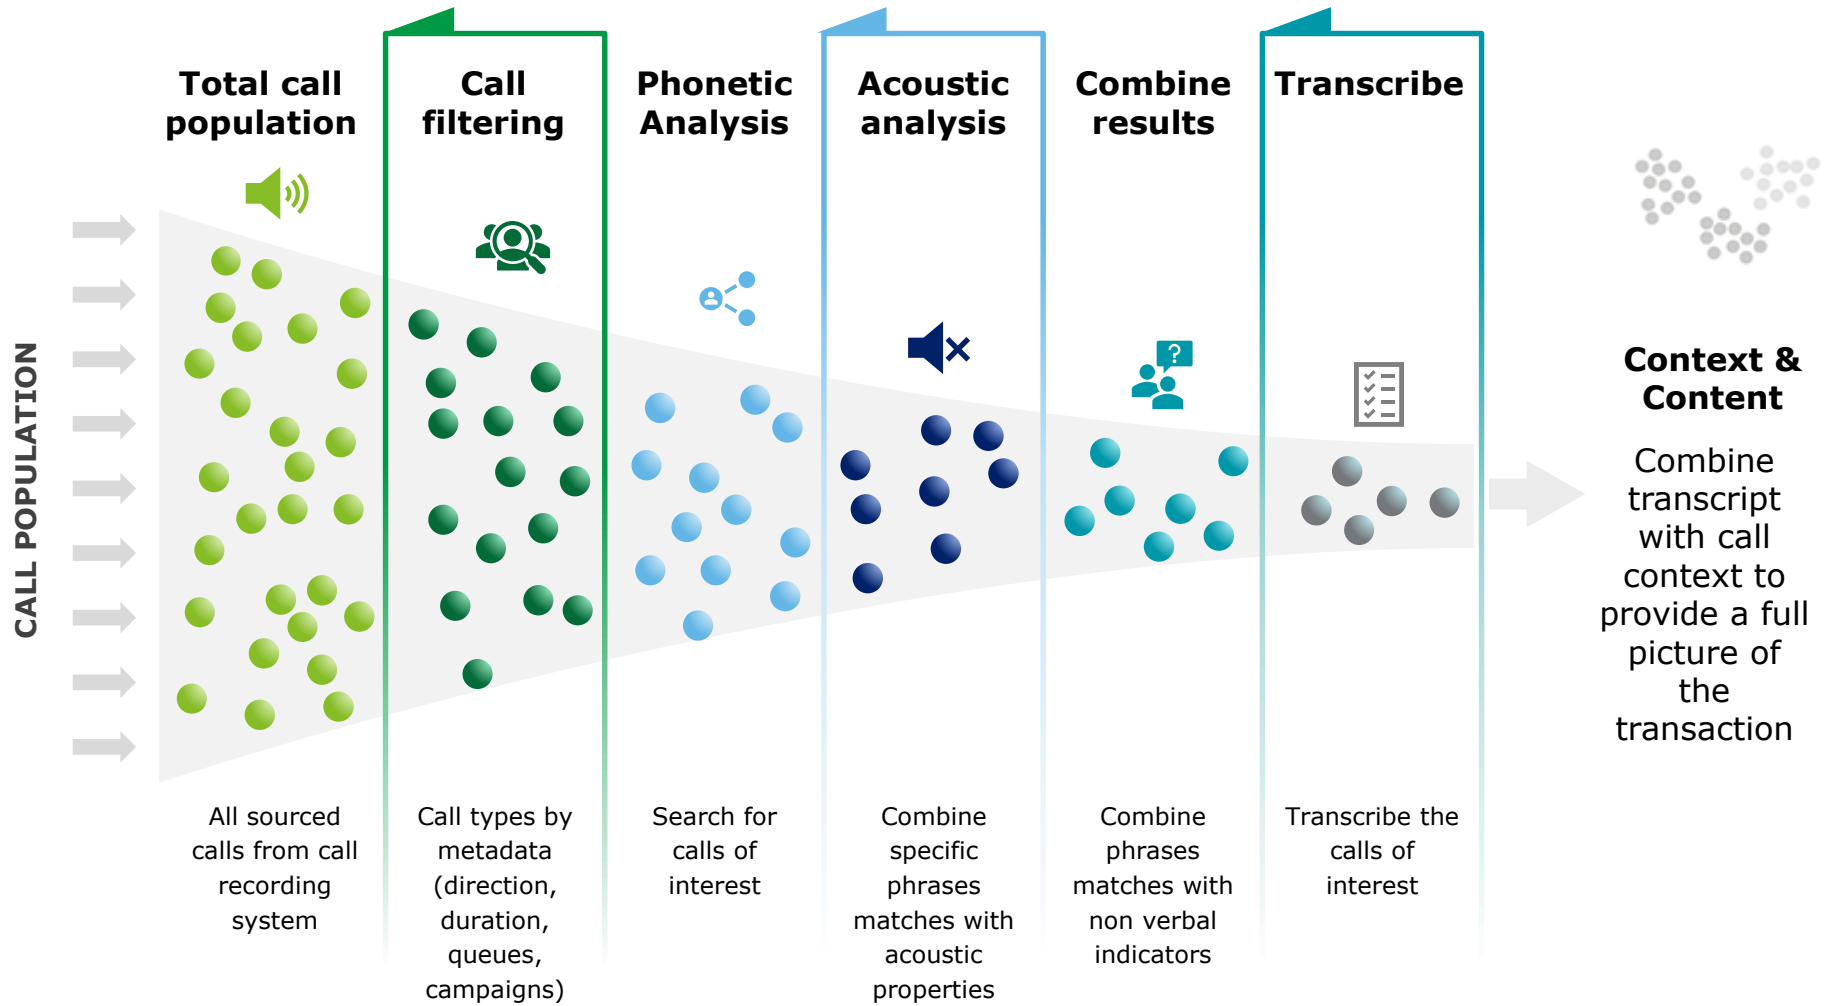 CALL POPULATION
Total call
population
All sourced
calls from call
recording
system
Call
filtering
Call types by
metadata
(direction,
duration,
queues,
campaigns)
Phonetic
Analysis
Search for
calls of
interest
Acoustic
analysis
Combine
specific
phrases
matches with
acoustic
properties
Combine
results
?
Combine
phrases
matches with
non verbal
indicators
Transcribe
Transcribe the
calls of
interest
Context &
Content
Combine
transcript
with call
context to
provide a full
picture of
the
transaction